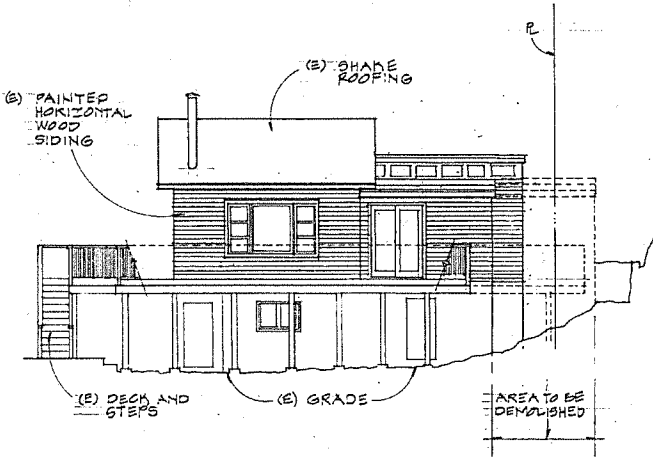 PL
(E) SHAKE
ROOFING
(E) PAINTED
HORIZONTAL
WOOD
SIDING
(E) DECK AND
STEPS
(E) GRADE
AREA TO BE
DEMOLISHED